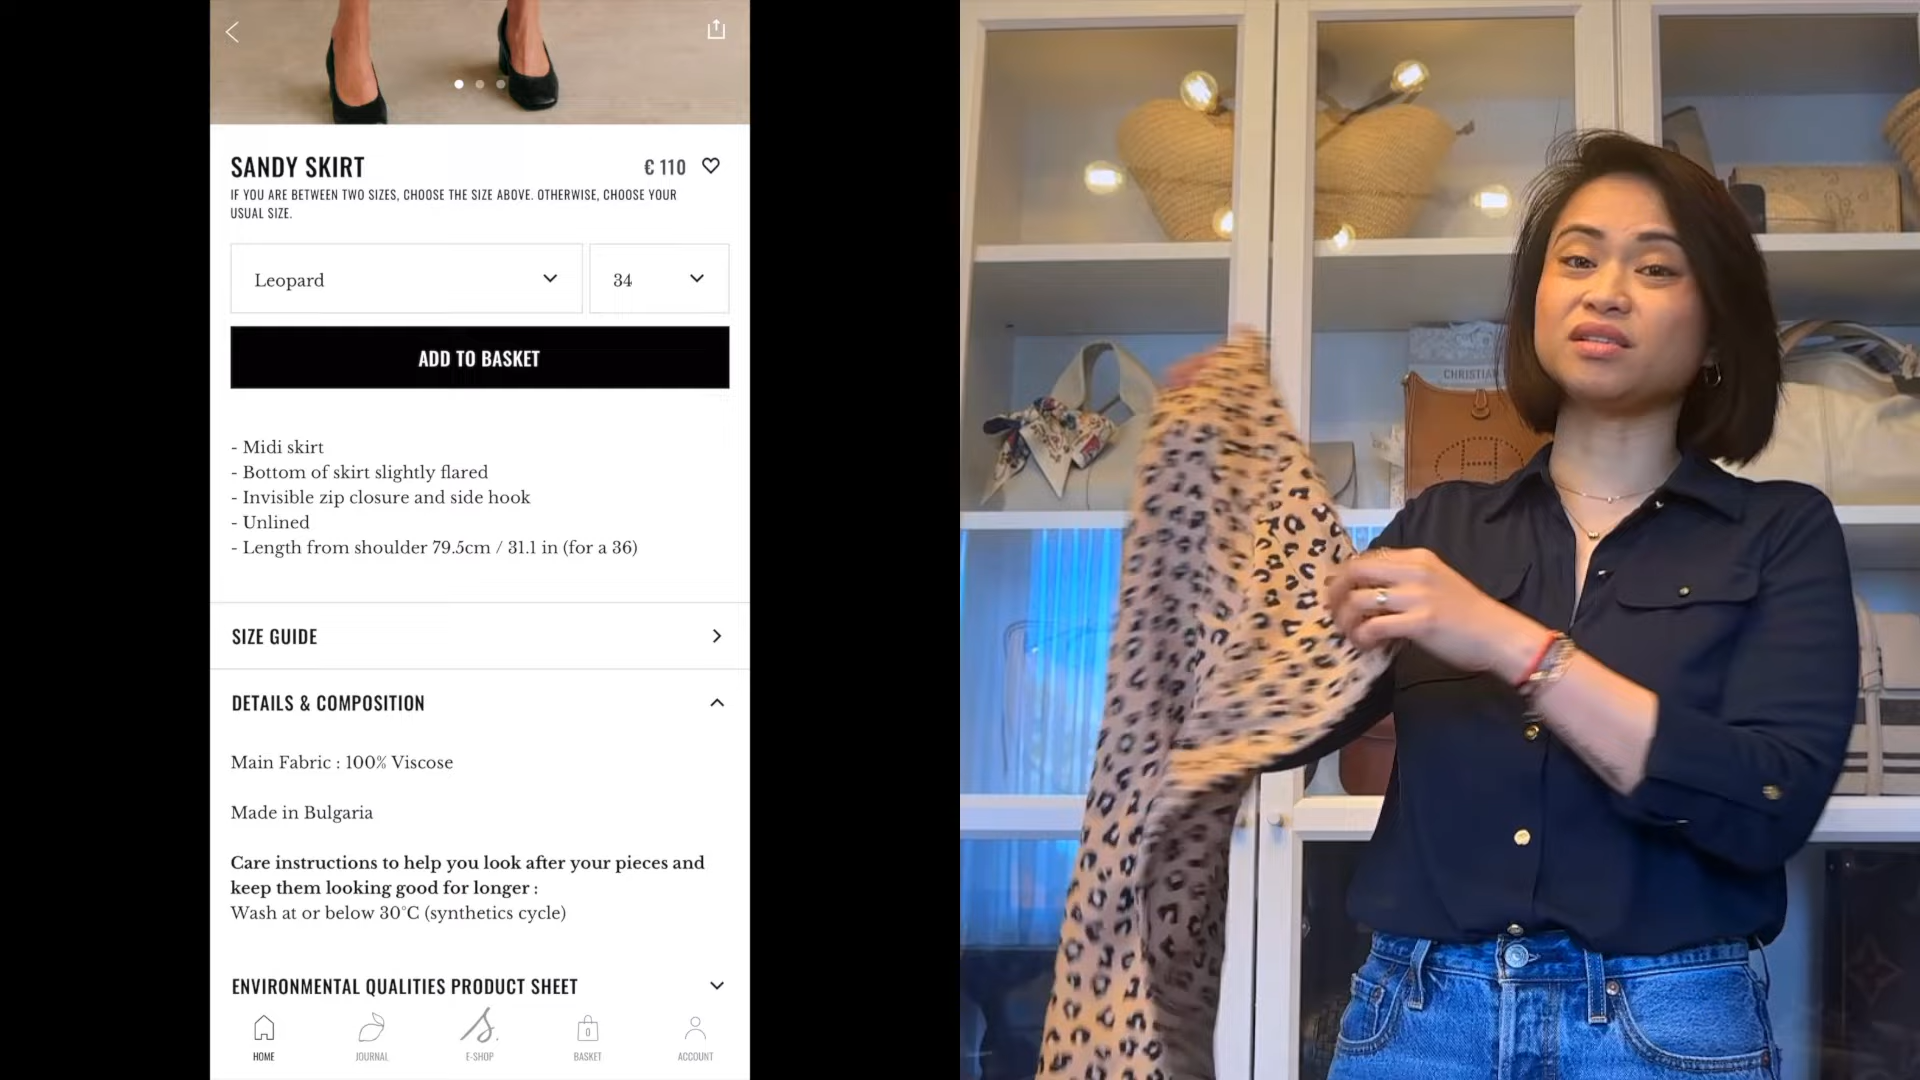 SANDY SKIRT
€ 110
IF YOU ARE BETWEEN TWO SIZES, CHOOSE THE SIZE ABOVE. OTHERWISE, CHOOSE YOUR
USUAL SIZE.
Leopard
34
ADD TO BASKET
- Midi skirt
- Bottom of skirt slightly flared
- Invisible zip closure and side hook
- Unlined
- Length from shoulder 79.5cm / 31.1 in (for a 36)
SIZE GUIDE
DETAILS & COMPOSITION
Main Fabric : 100% Viscose
Made in Bulgaria
Care instructions to help you look after your pieces and
keep them looking good for longer :
Wash at or below 30°C (synthetics cycle)
ENVIRONMENTAL QUALITIES PRODUCT SHEET
0
HOME
JOURNAL
E-SHOP
BASKET
ACCOUNT
CHRISTIAN